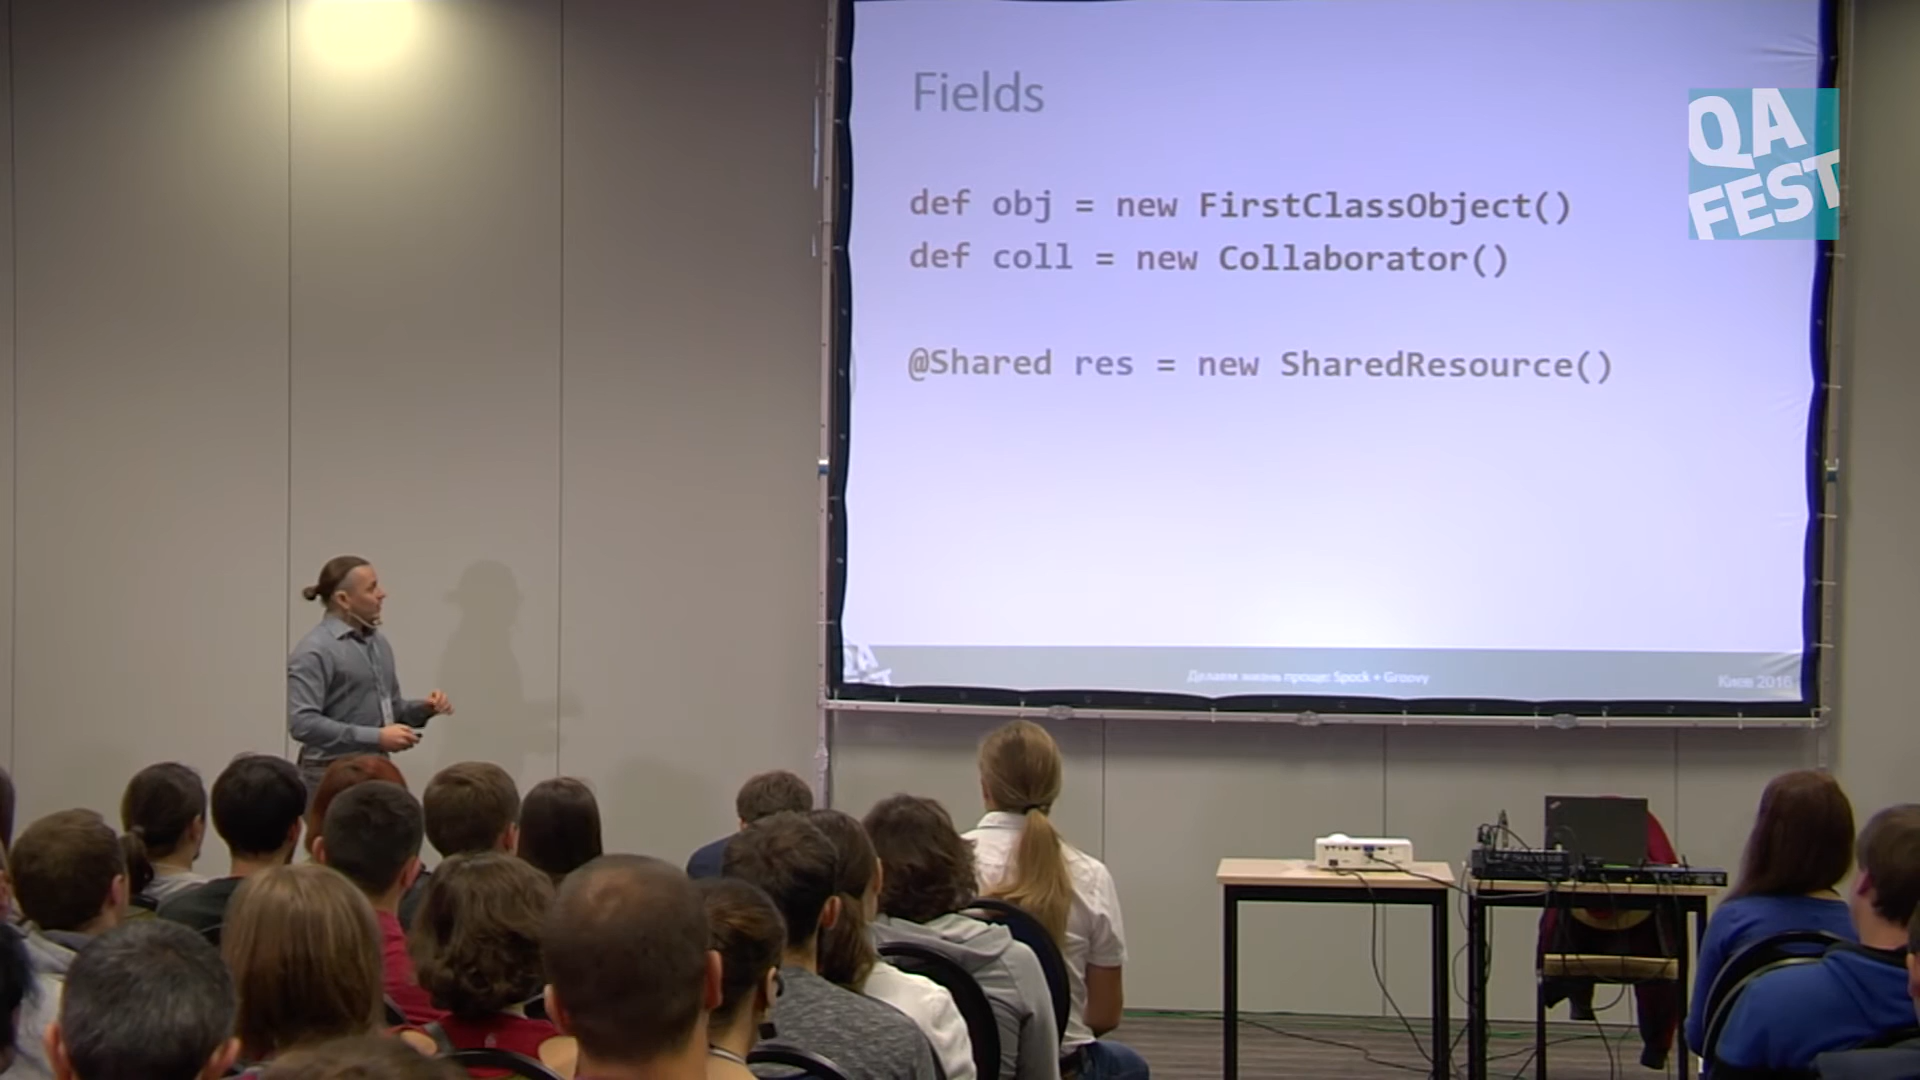 Fields
QA
FEST
def obj = new FirstClassObject()
def coll = new Collaborator()
@Shared res = new SharedResource()
Делаем жизнь проще: Spock + Groovy
Киев 2016